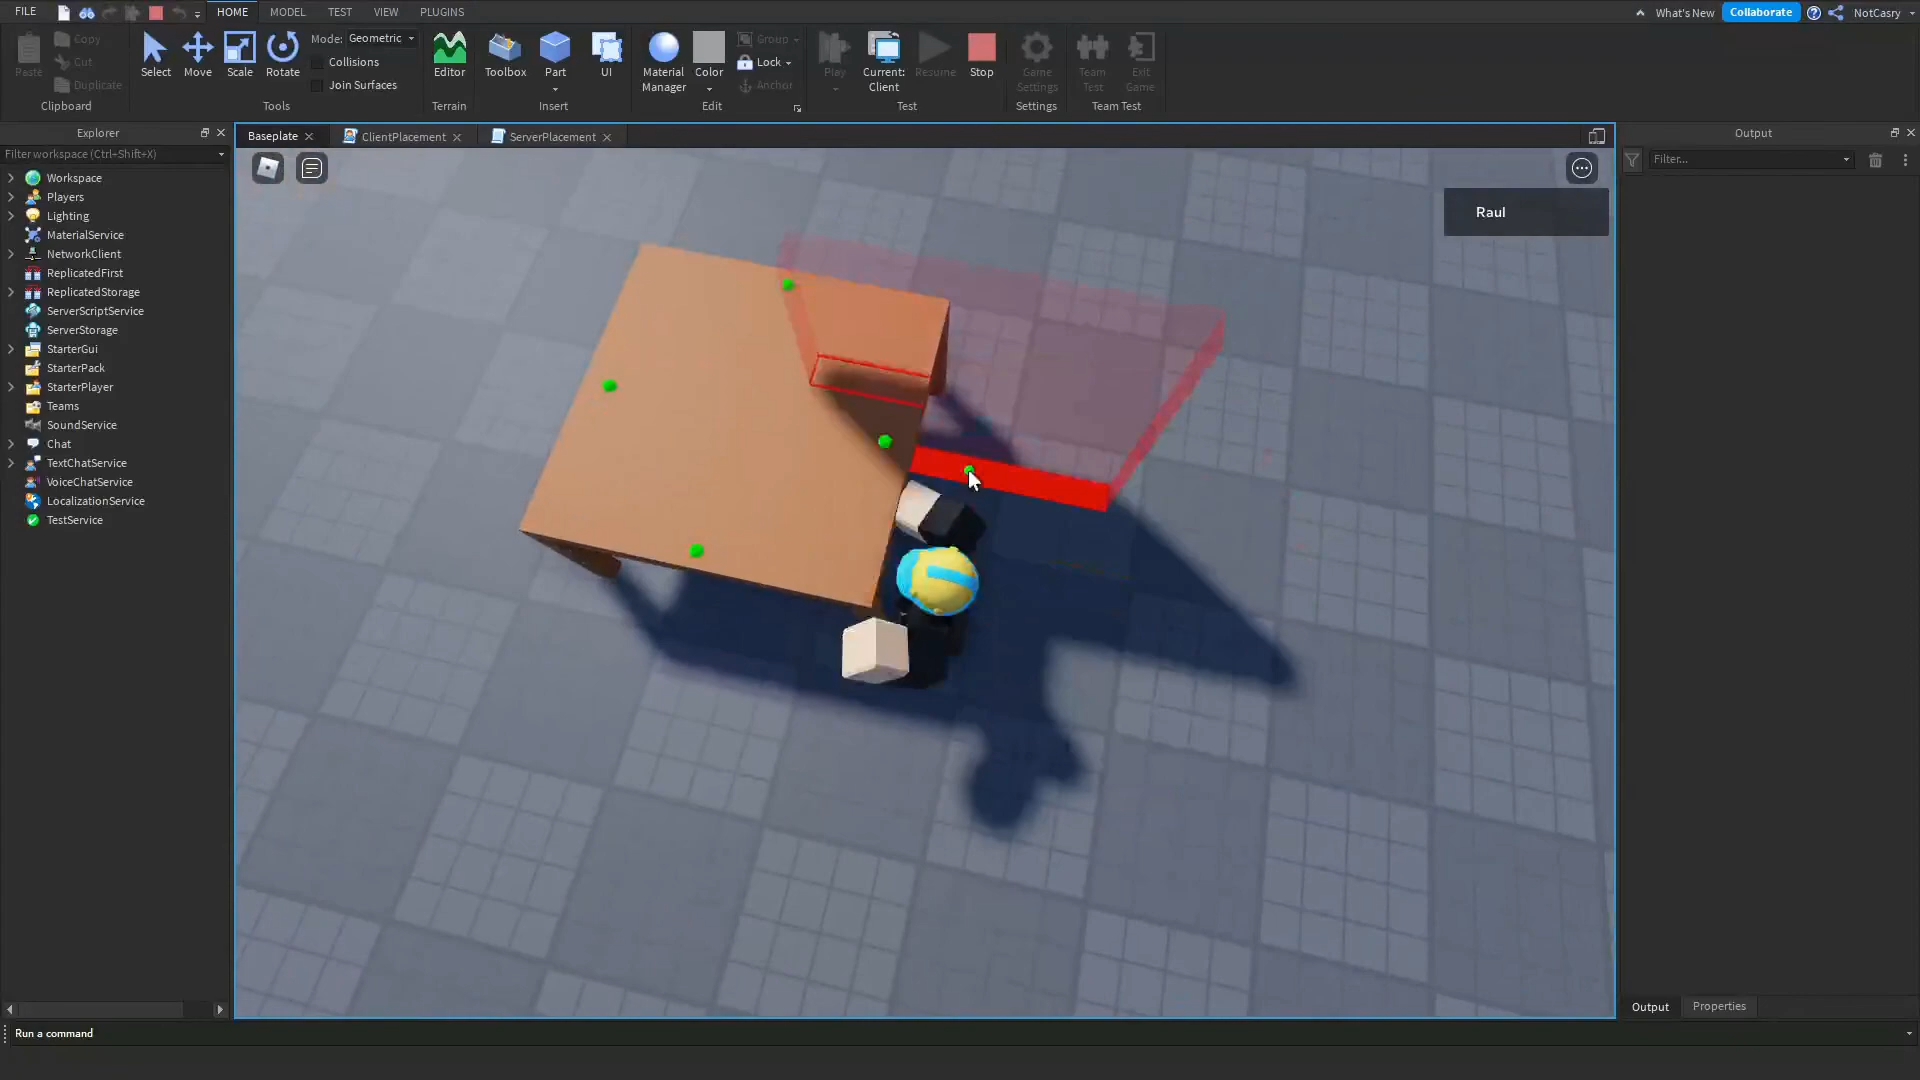 FILE HOME MODEL TEST VIEW PLUGINS What's New Collaborate NotCasry
Paste Copy Cut Duplicate
Clipboard
Select Move Scale Rotate
Mode: Geometric
Collisions
Join Surfaces
Tools
Editor
Terrain
Toolbox Part UI
Insert
Material Manager
Color
Group
Lock
Anchor
Edit
Play
Current: Client
Resume
Stop
Test
Game Settings
Settings
Team Test
Exit Game
Team Test
Explorer
Filter workspace (Ctrl+Shift+X)
Workspace
Players
Lighting
MaterialService
NetworkClient
ReplicatedFirst
ReplicatedStorage
ServerScriptService
ServerStorage
StarterGui
StarterPack
StarterPlayer
Teams
SoundService
Chat
TextChatService
VoiceChatService
LocalizationService
TestService
Baseplate ClientPlacement ServerPlacement
Raul
Output
Filter...
Output Properties
Run a command